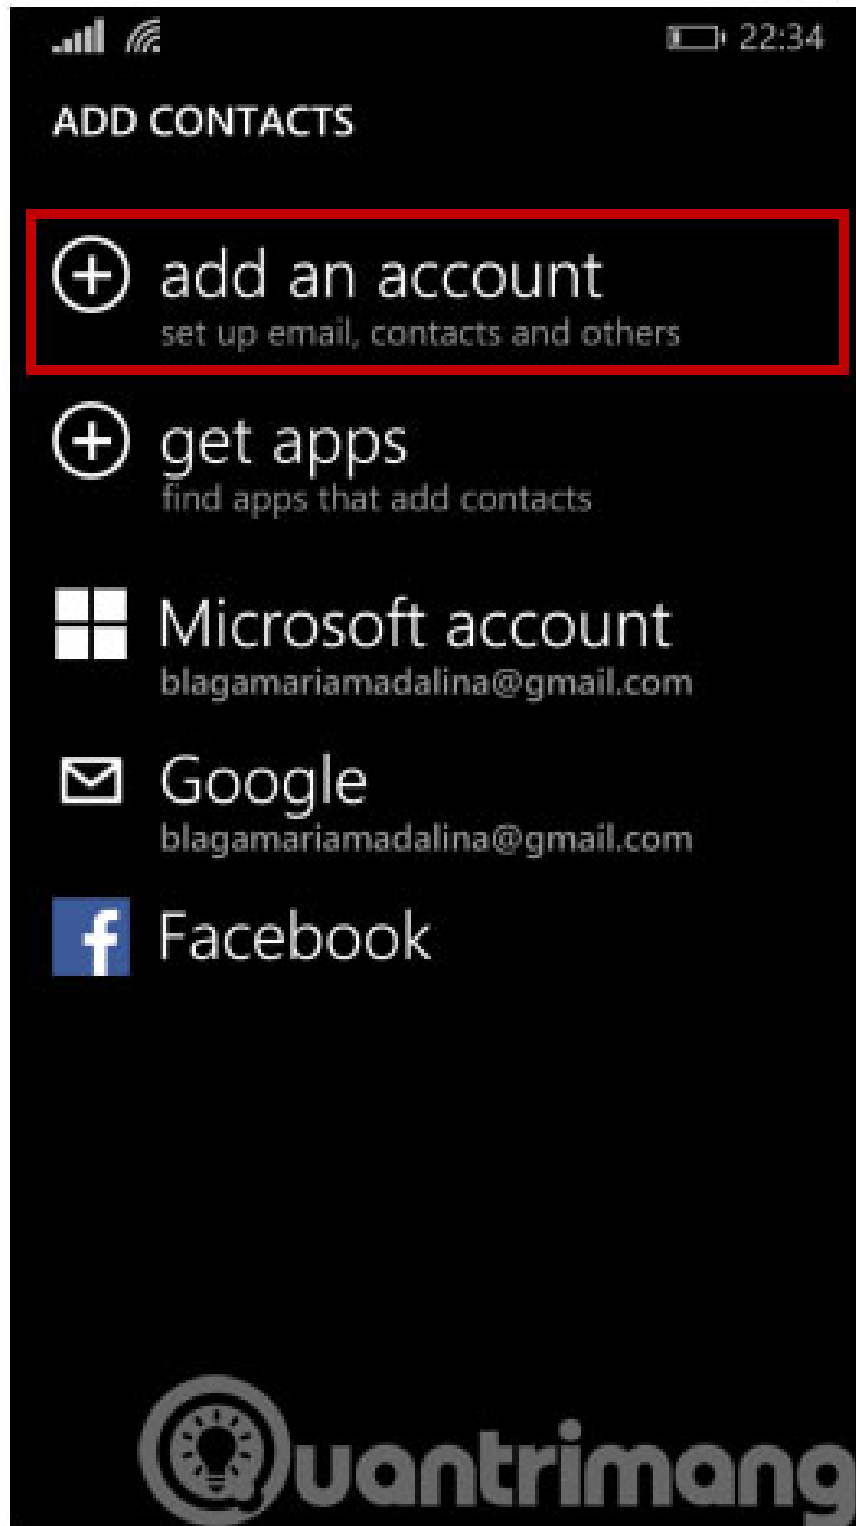 22:34
ADD CONTACTS
add an account
set up email, contacts and others
get apps
find apps that add contacts
Microsoft account
blagamariamadalina@gmail.com
Google
blagamariamadalina@gmail.com
Facebook
Quantrimang